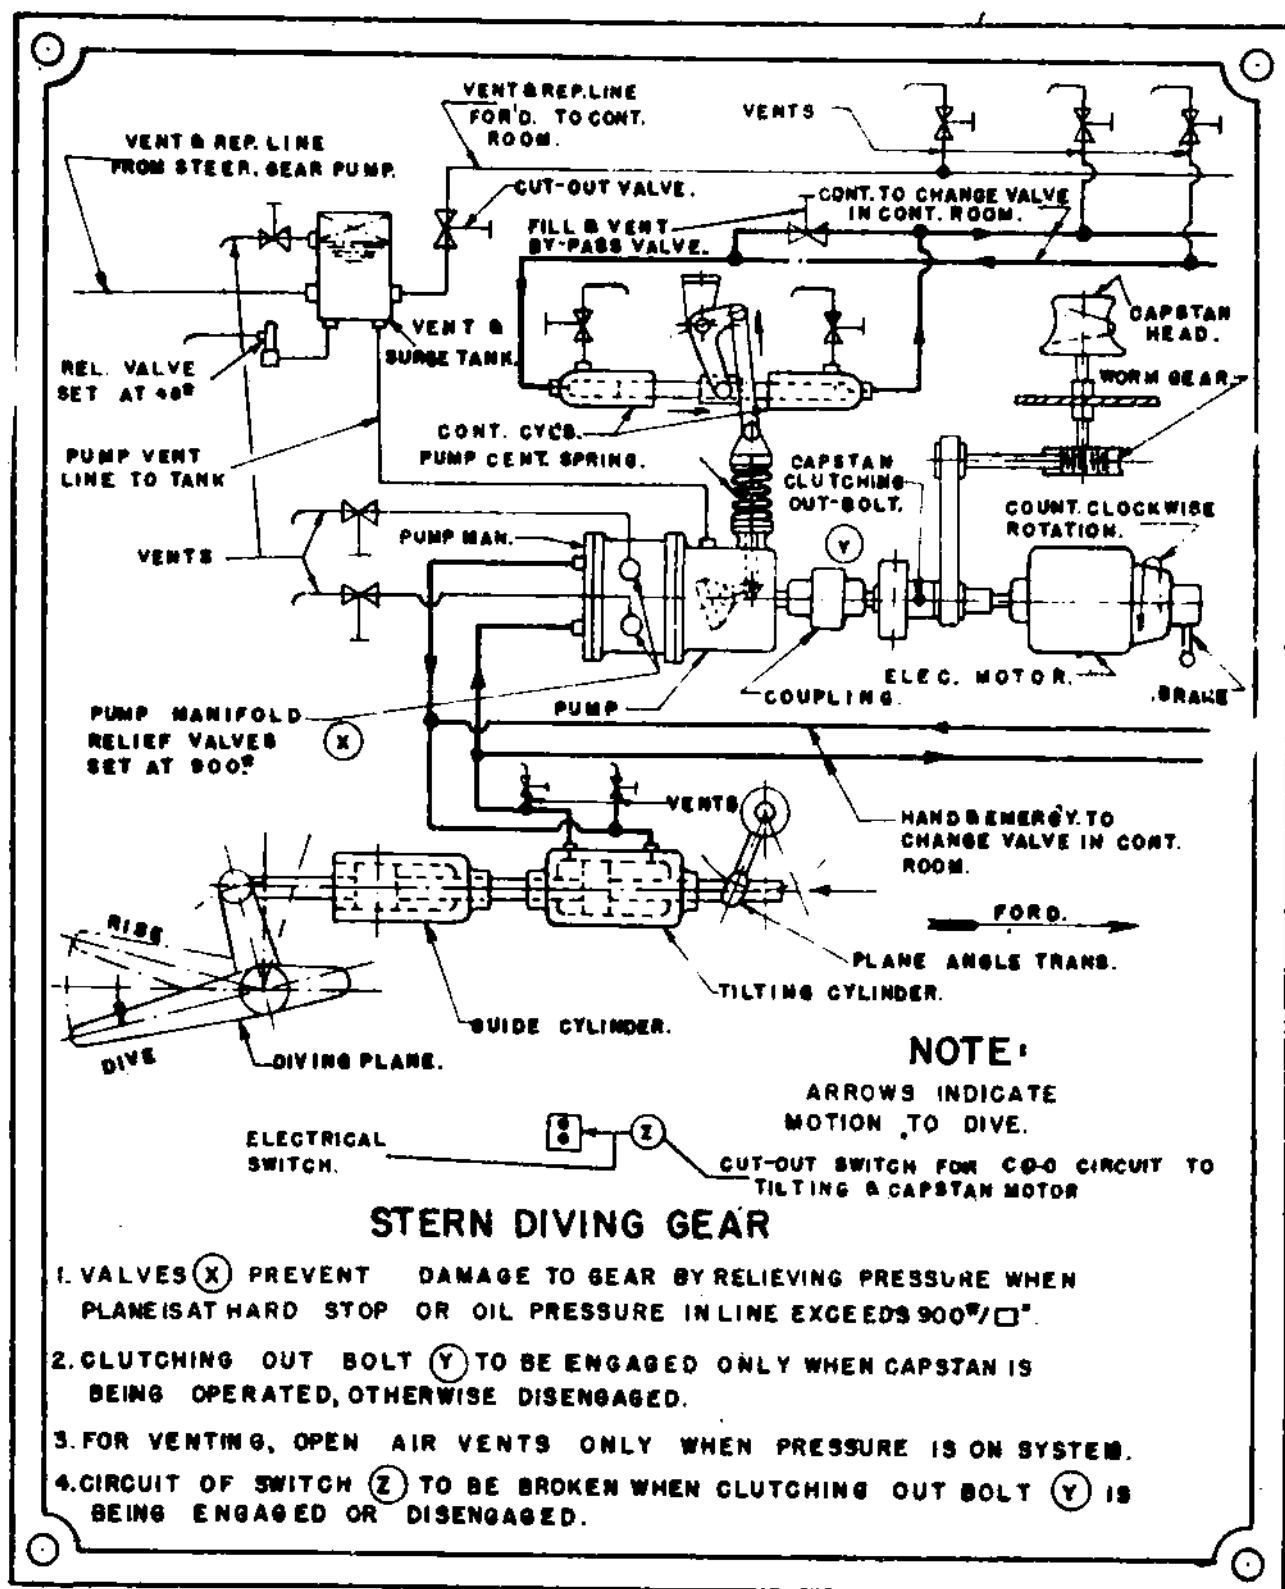 VENT & REP. LINE
FOR'D. TO CONT.
ROOM.
VENTS
VENT & REP. LINE
FROM STEER. GEAR PUMP.
CUT-OUT VALVE.
CONT. TO CHANGE VALVE
IN CONT. ROOM.
FILL & VENT
BY-PASS VALVE.
CAPSTAN
HEAD.
VENT &
SURGE TANK.
REL. VALVE
SET AT 40#
WORM GEAR.
CONT. CYLS.
PUMP CENT. SPRING.
PUMP VENT
LINE TO TANK
CAPSTAN
CLUTCHING
OUT-BOLT.
Y
COUNT. CLOCKWISE
ROTATION.
PUMP MAN.
VENTS
ELEC. MOTOR.
BRAKE
COUPLING.
PUMP
PUMP MANIFOLD
RELIEF VALVES
SET AT 900#
X
VENTS
HAND & EMERG'Y. TO
CHANGE VALVE IN CONT.
ROOM.
FORD.
RISE
PLANE ANGLE TRANS.
TILTING CYLINDER.
GUIDE CYLINDER.
DIVE
DIVING PLANE.
NOTE:
ARROWS INDICATE
MOTION TO DIVE.
ELECTRICAL
SWITCH.
Z
CUT-OUT SWITCH FOR CIRCUIT TO
TILTING & CAPSTAN MOTOR
STERN DIVING GEAR
1. VALVES X PREVENT DAMAGE TO GEAR BY RELIEVING PRESSURE WHEN
PLANE IS AT HARD STOP OR OIL PRESSURE IN LINE EXCEEDS 900#/□".
2. CLUTCHING OUT BOLT Y TO BE ENGAGED ONLY WHEN CAPSTAN IS
BEING OPERATED, OTHERWISE DISENGAGED.
3. FOR VENTING, OPEN AIR VENTS ONLY WHEN PRESSURE IS ON SYSTEM.
4. CIRCUIT OF SWITCH Z TO BE BROKEN WHEN CLUTCHING OUT BOLT Y IS
BEING ENGAGED OR DISENGAGED.